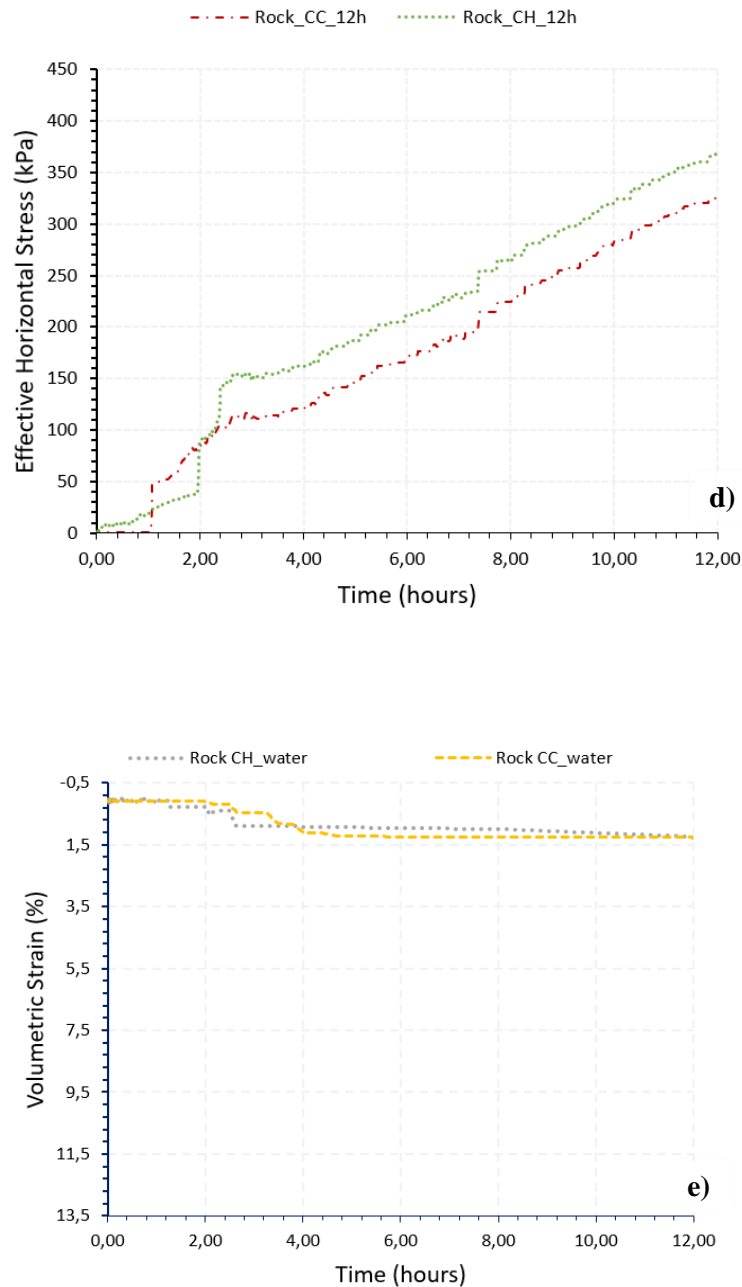 Rock_CC_12h Rock_CH_12h
450
400
350
300
250
200
150
100
50
0
Effective Horizontal Stress (kPa)
d)
0,00 2,00 4,00 6,00 8,00 10,00 12,00
Time (hours)
Rock CH_water Rock CC_water
-0,5
1,5
3,5
5,5
7,5
9,5
11,5
13,5
Volumetric Strain (%)
e)
0,00 2,00 4,00 6,00 8,00 10,00 12,00
Time (hours)